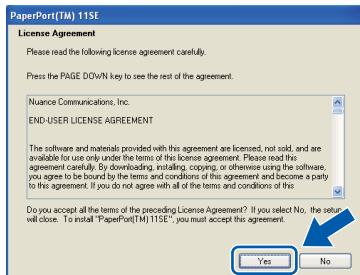 PaperPort(TM) 11SE
License Agreement
Please read the following license agreement carefully.
Press the PAGE DOWN key to see the rest of the agreement.
Nuance Communications, Inc.
END-USER LICENSE AGREEMENT
The software and materials provided with this agreement are licensed, not sold, and are
available for use only under the terms of this license agreement. Please read this
agreement carefully. By downloading, installing, copying, or otherwise using the software,
you agree to be bound by the terms and conditions of this agreement and become a party
to this agreement. If you do not agree with all of the terms and conditions of this
Do you accept all the terms of the preceding License Agreement? If you select No, the setup
will close. To install "PaperPort(TM) 11SE", you must accept this agreement.
Yes
No